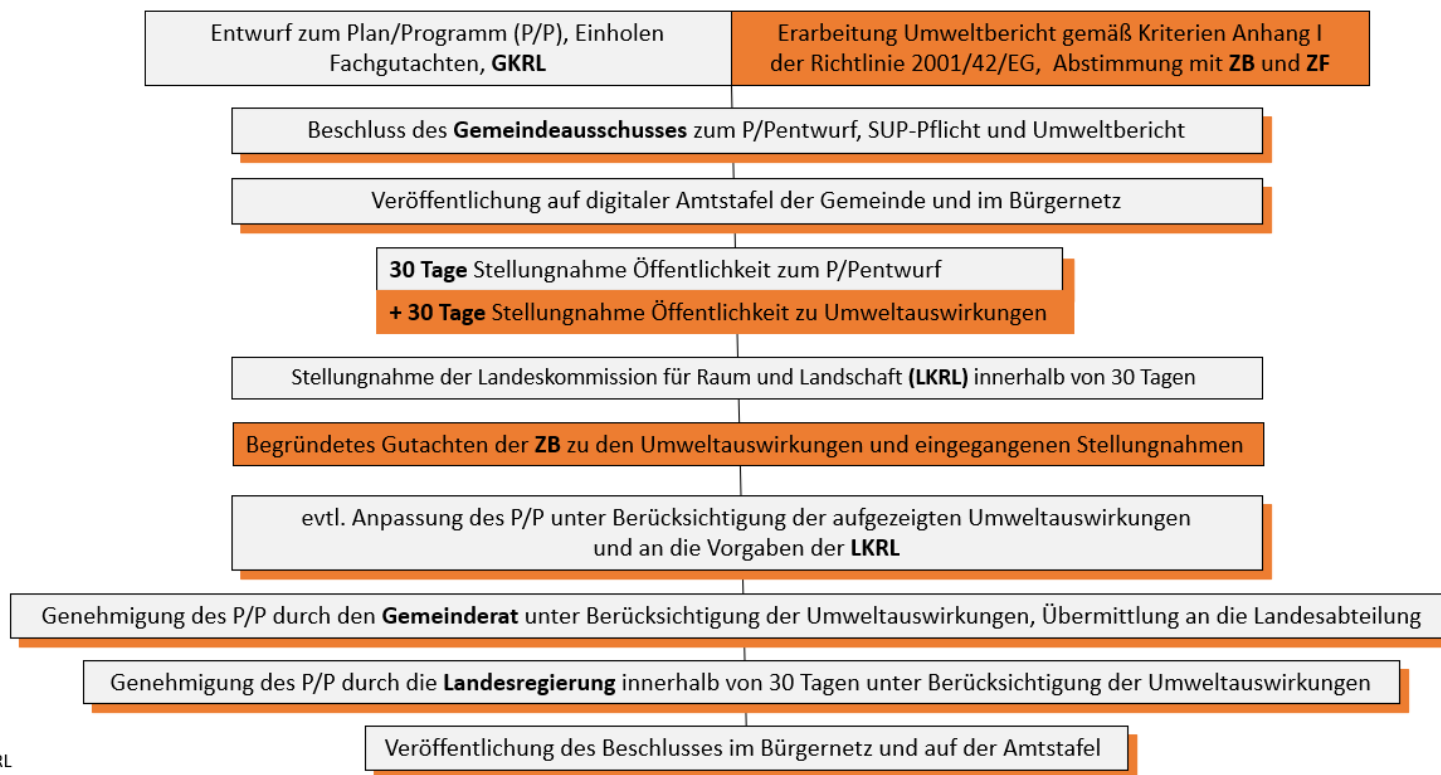 Entwurf zum Plan/Programm (P/P), Einholen
Fachgutachten, GKRL
Erarbeitung Umweltbericht gemäß Kriterien Anhang I
der Richtlinie 2001/42/EG, Abstimmung mit ZB und ZF
Beschluss des Gemeindeausschusses zum P/Pentwurf, SUP-Pflicht und Umweltbericht
Veröffentlichung auf digitaler Amtstafel der Gemeinde und im Bürgernetz
30 Tage Stellungnahme Öffentlichkeit zum P/Pentwurf
+ 30 Tage Stellungnahme Öffentlichkeit zu Umweltauswirkungen
Stellungnahme der Landeskommission für Raum und Landschaft (LKRL) innerhalb von 30 Tagen
Begründetes Gutachten der ZB zu den Umweltauswirkungen und eingegangenen Stellungnahmen
evtl. Anpassung des P/P unter Berücksichtigung der aufgezeigten Umweltauswirkungen
und an die Vorgaben der LKRL
Genehmigung des P/P durch den Gemeinderat unter Berücksichtigung der Umweltauswirkungen, Übermittlung an die Landesabteilung
Genehmigung des P/P durch die Landesregierung innerhalb von 30 Tagen unter Berücksichtigung der Umweltauswirkungen
Veröffentlichung des Beschlusses im Bürgernetz und auf der Amtstafel